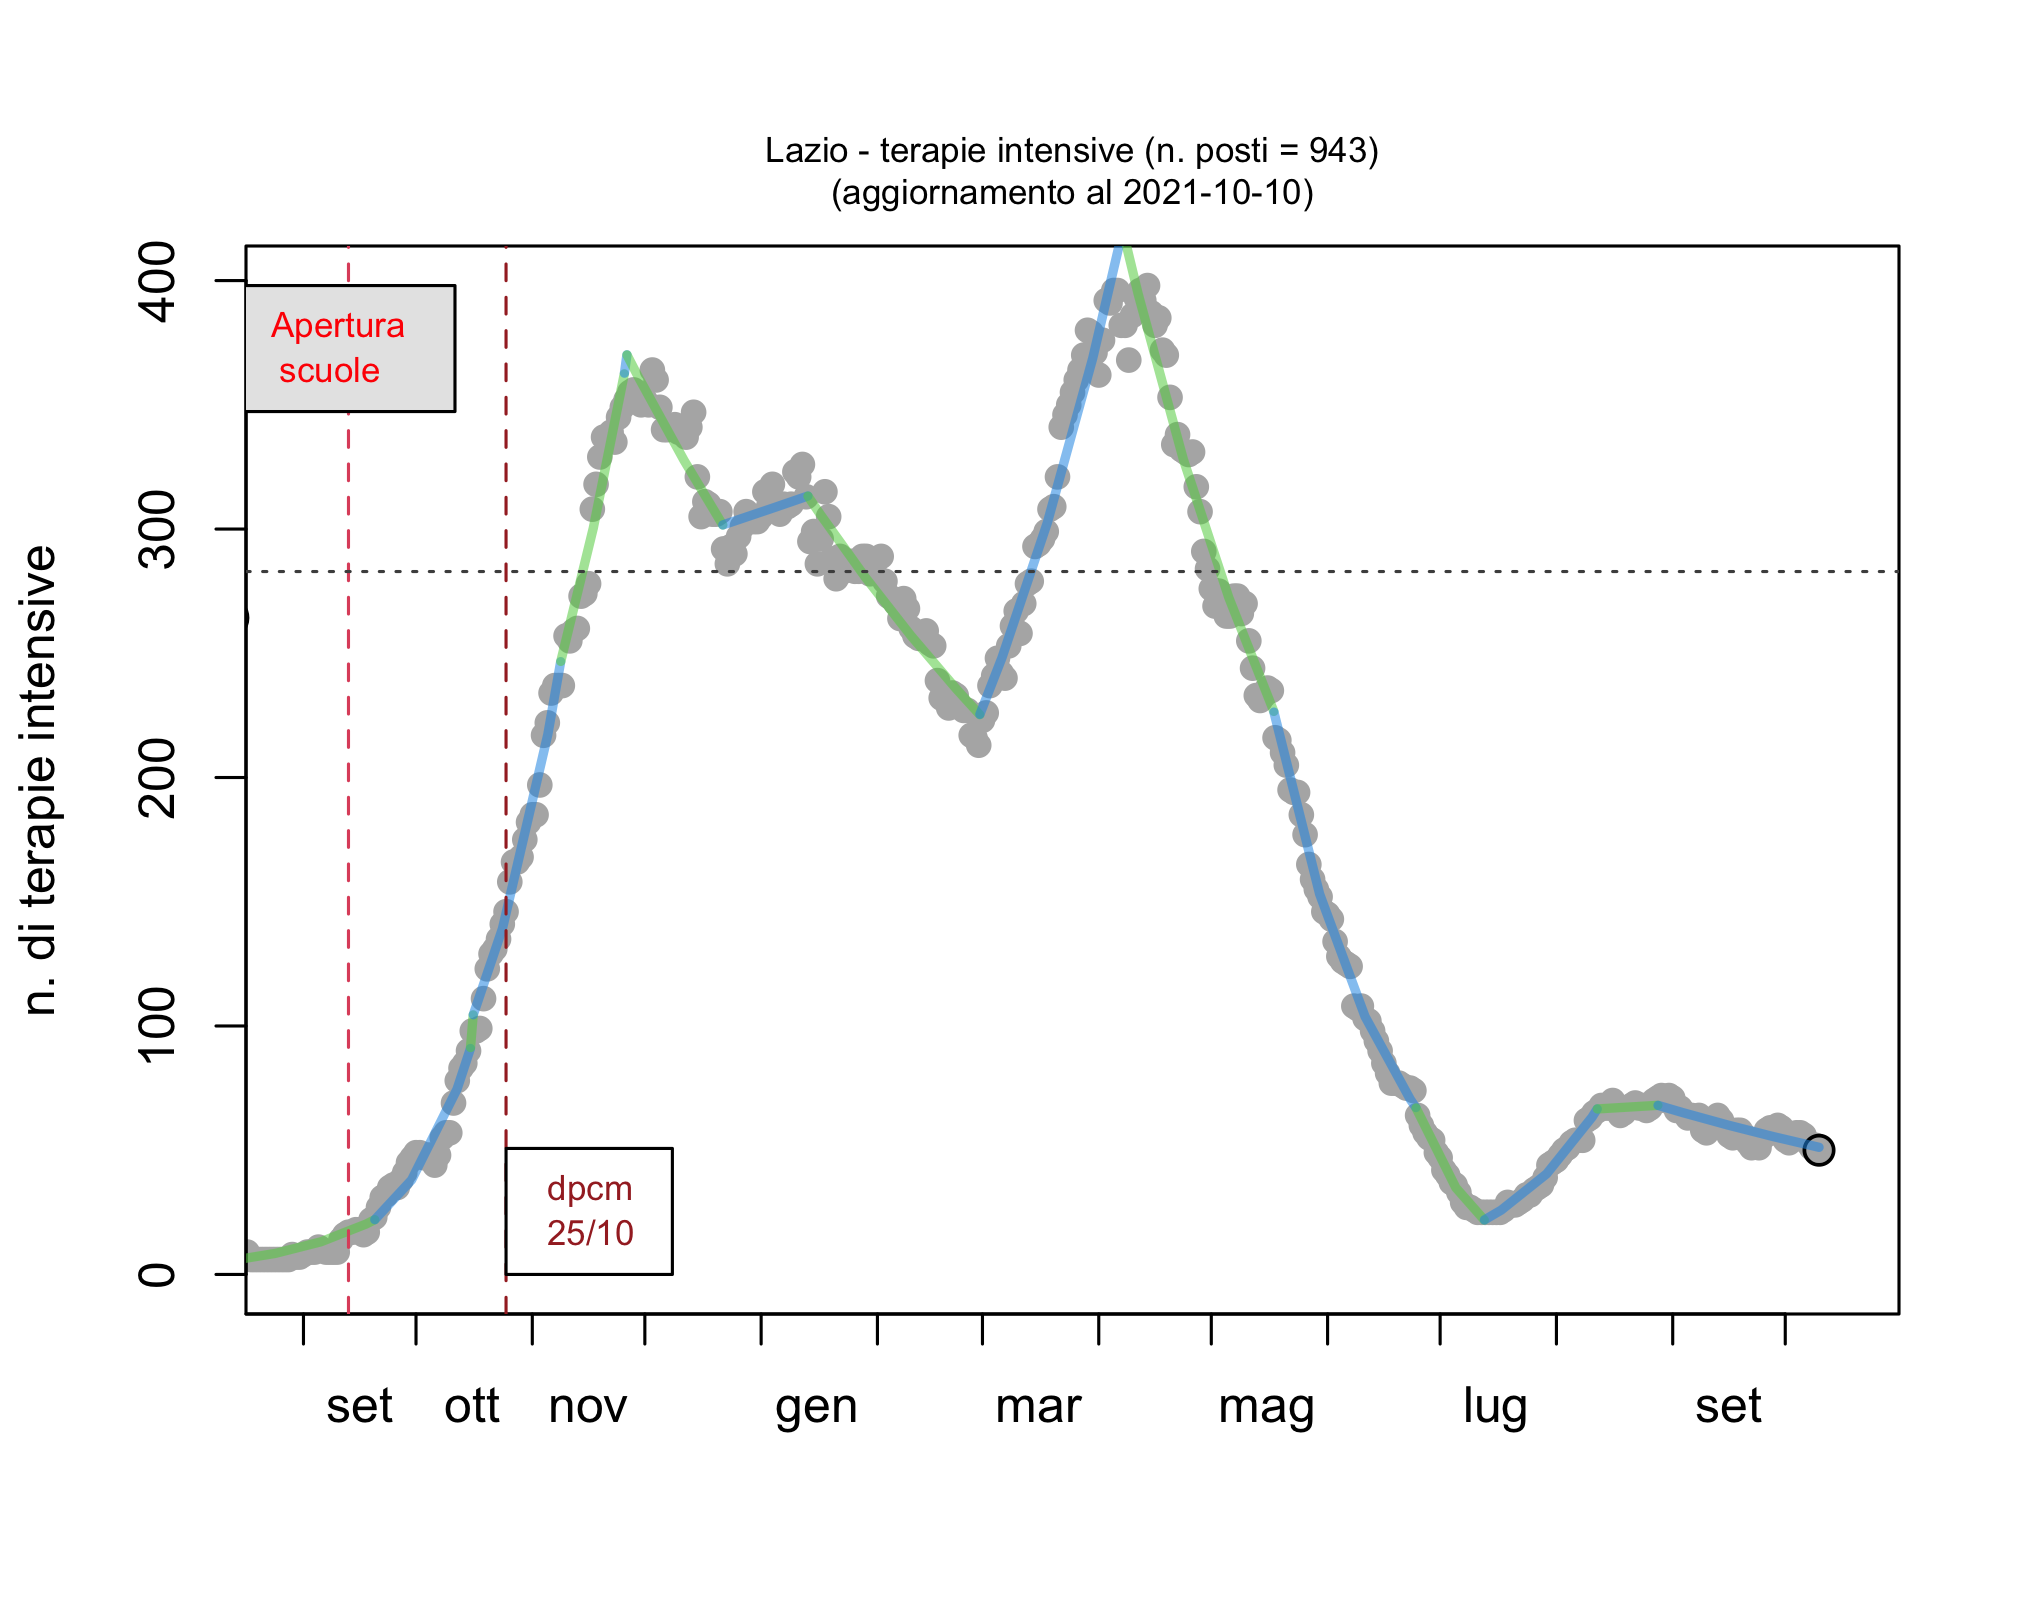 Lazio - terapie intensive (n. posti = 943)
(aggiornamento al 2021-10-10)
n. di terapie intensive
400
300
200
100
0
Apertura
scuole
dpcm
25/10
set ott nov gen mar mag lug set